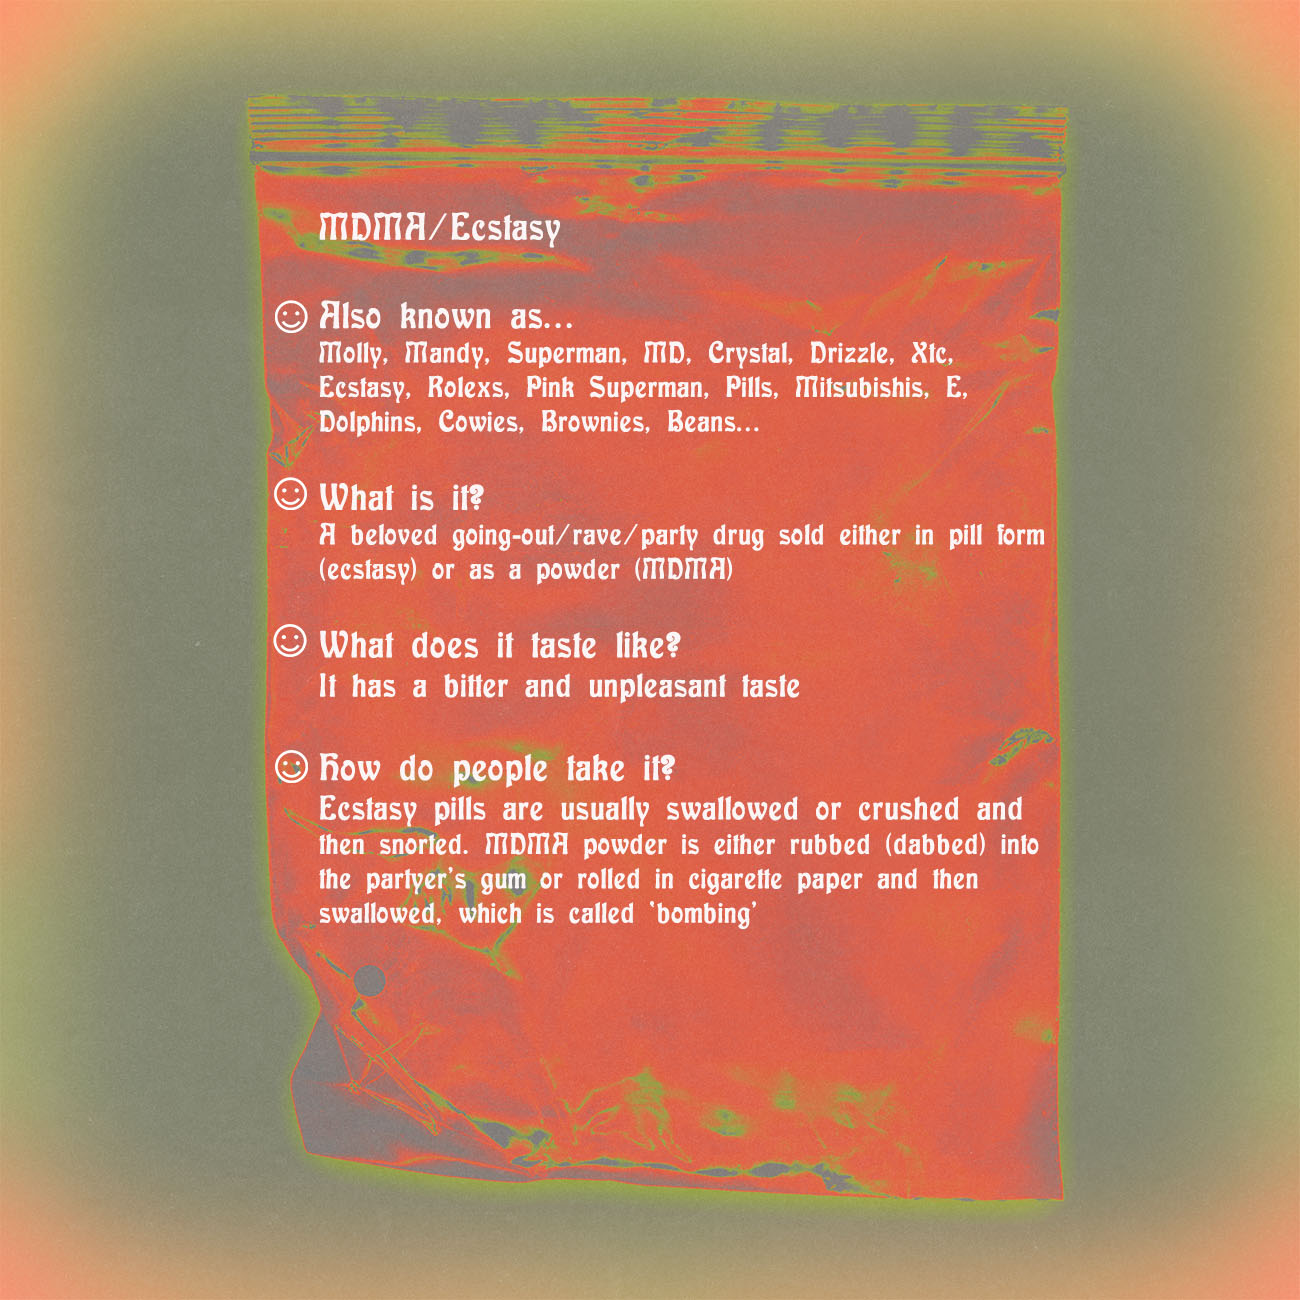 MDMA/Ecstasy
Also known as...
Molly, Mandy, Superman, MD, Crystal, Drizzle, Xtc,
Ecstasy, Rolexs, Pink Superman, Pills, Mitsubishis, E,
Dolphins, Cowies, Brownies, Beans...
What is it?
A beloved going-out/rave/party drug sold either in pill form
(ecstasy) or as a powder (MDMA)
What does it taste like?
It has a bitter and unpleasant taste
How do people take it?
Ecstasy pills are usually swallowed or crushed and
then snorted. MDMA powder is either rubbed (dabbed) into
the partyer's gum or rolled in cigarette paper and then
swallowed, which is called 'bombing'